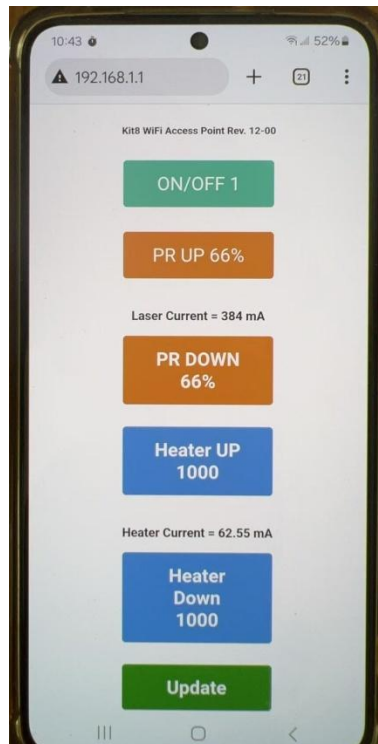 10:43 52%
192.168.1.1 21
Kit8 WiFi Access Point Rev. 12-00
ON/OFF 1
PR UP 66%
Laser Current = 384 mA
PR DOWN
66%
Heater UP
1000
Heater Current = 62.55 mA
Heater
Down
1000
Update